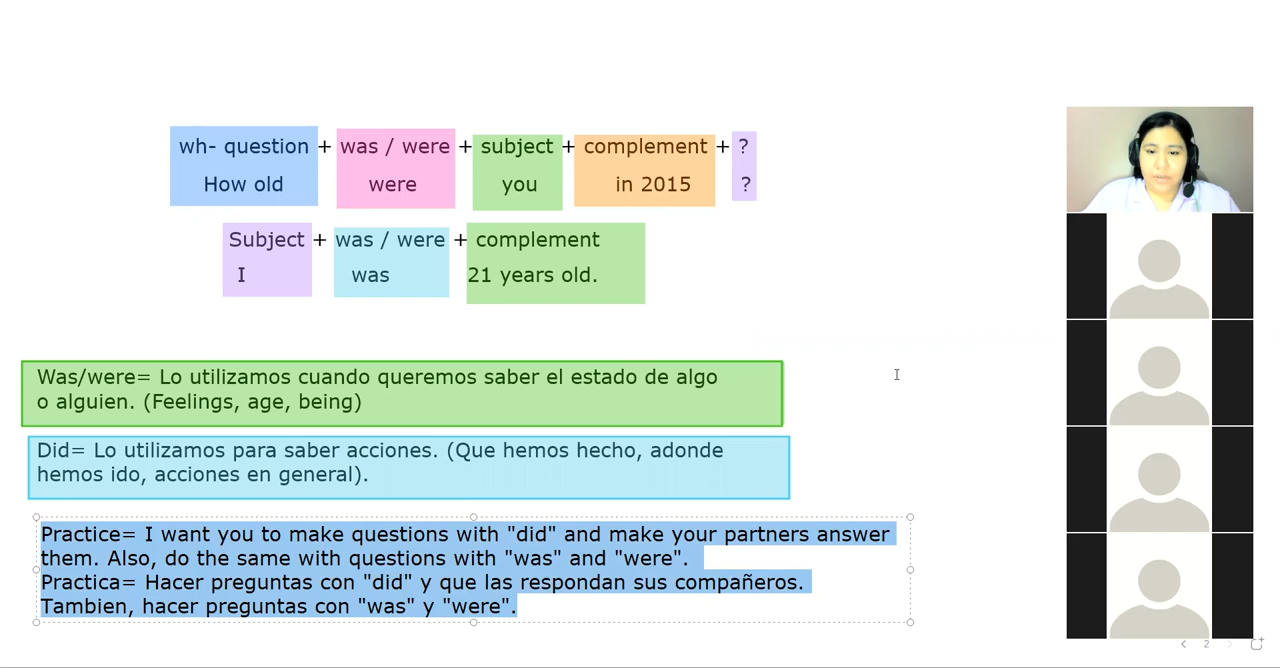 wh- question + was / were + subject + complement + ?
How old were you in 2015 ?
Subject + was / were + complement
I was 21 years old.
Was/were= Lo utilizamos cuando queremos saber el estado de algo
o alguien. (Feelings, age, being)
Did= Lo utilizamos para saber acciones. (Que hemos hecho, adonde
hemos ido, acciones en general).
Practice= I want you to make questions with "did" and make your partners answer
them. Also, do the same with questions with "was" and "were".
Practica= Hacer preguntas con "did" y que las respondan sus compañeros.
Tambien, hacer preguntas con "was" y "were".
2